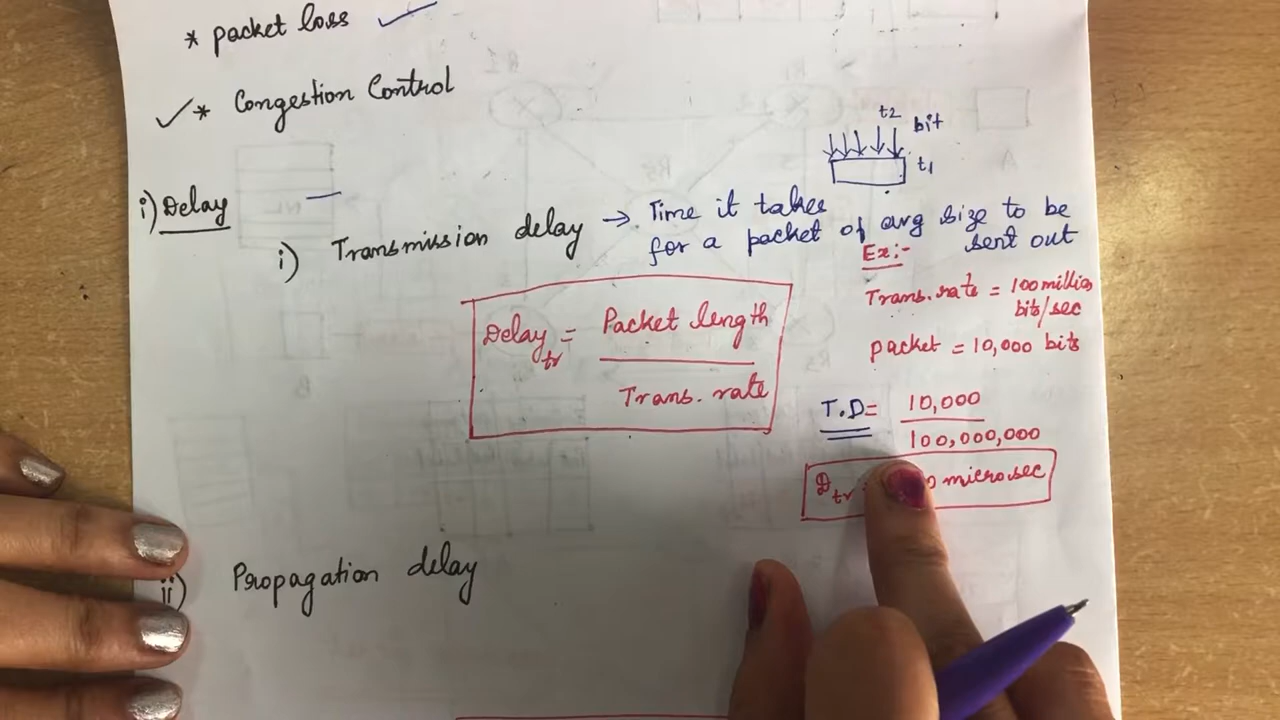 * packet loss
* Congestion Control
t2
bit
t1
i) Delay
i) Transmission delay → Time it takes
for a packet of avg size to be
sent out
Ex:-
Trans. rate = 100 million
bits/sec
packet = 10,000 bits
Delay tr = Packet length
Trans. rate
T.D = 10,000
100,000,000
D tr
microsec
ii) Propagation delay